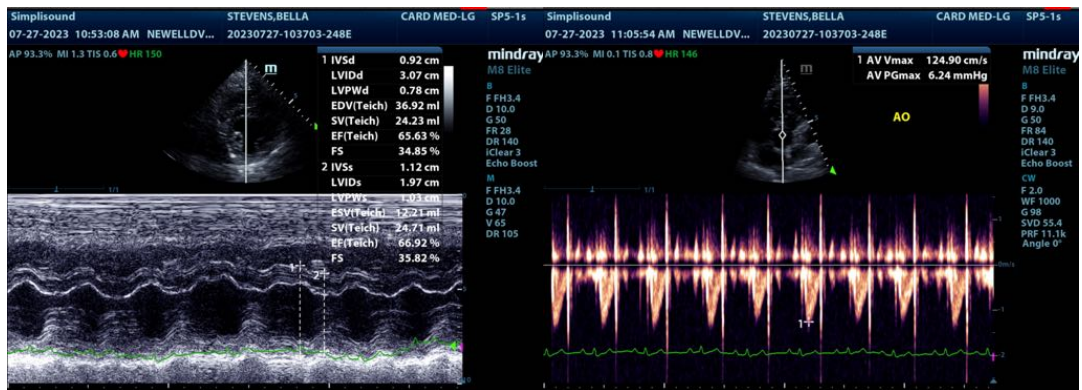 Simplisound STEVENS,BELLA CARD MED-LG SP5-1s
07-27-2023 10:53:08 AM NEWELLDV... 20230727-103703-248E
AP 93.3% MI 1.3 TIS 0.6 HR 150
mindray
M8 Elite
m
1 IVSd 0.92 cm
LVIDd 3.07 cm
LVPWd 0.78 cm
EDV(Teich) 36.92 ml
SV(Teich) 24.23 ml
EF(Teich) 65.63 %
FS 34.85 %
2 IVSs 1.12 cm
LVIDs 1.97 cm
LVPWs 1.03 cm
ESV(Teich) 12.21 ml
SV(Teich) 24.71 ml
EF(Teich) 66.92 %
FS 35.82 %
B
F FH3.4
D 10.0
G 50
FR 28
DR 140
iClear 3
Echo Boost
M
F FH3.4
D 10.0
G 47
V 65
DR 105
1/1
1
2
Simplisound STEVENS,BELLA CARD MED-LG SP5-1s
07-27-2023 11:05:54 AM NEWELLDV... 20230727-103703-248E
AP 93.3% MI 0.1 TIS 0.8 HR 146
mindray
M8 Elite
m
1 AV Vmax 124.90 cm/s
AV PGmax 6.24 mmHg
AO
B
F FH3.4
D 9.0
G 50
FR 84
DR 140
iClear 3
Echo Boost
CW
F 2.0
WF 1000
G 98
SVD 55.4
PRF 11.1k
Angle 0°
1/1
1